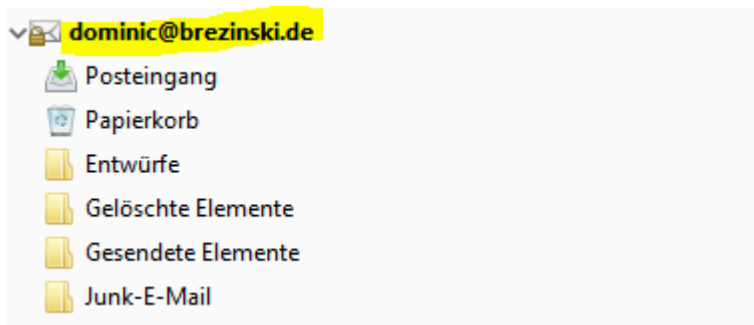 dominic@brezinski.de
Posteingang
Papierkorb
Entwürfe
Gelöschte Elemente
Gesendete Elemente
Junk-E-Mail